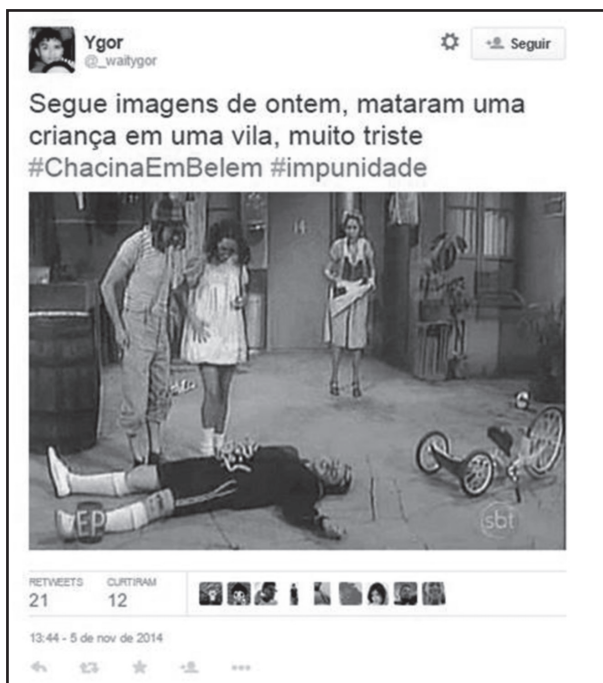 Ygor
@_waitygor
Seguir
Segue imagens de ontem, mataram uma
criança em uma vila, muito triste
#ChacinaEmBelem #impunidade
14
EP
sbt
RETWEETS
CURTIRAM
21
12
13:44 - 5 de nov de 2014